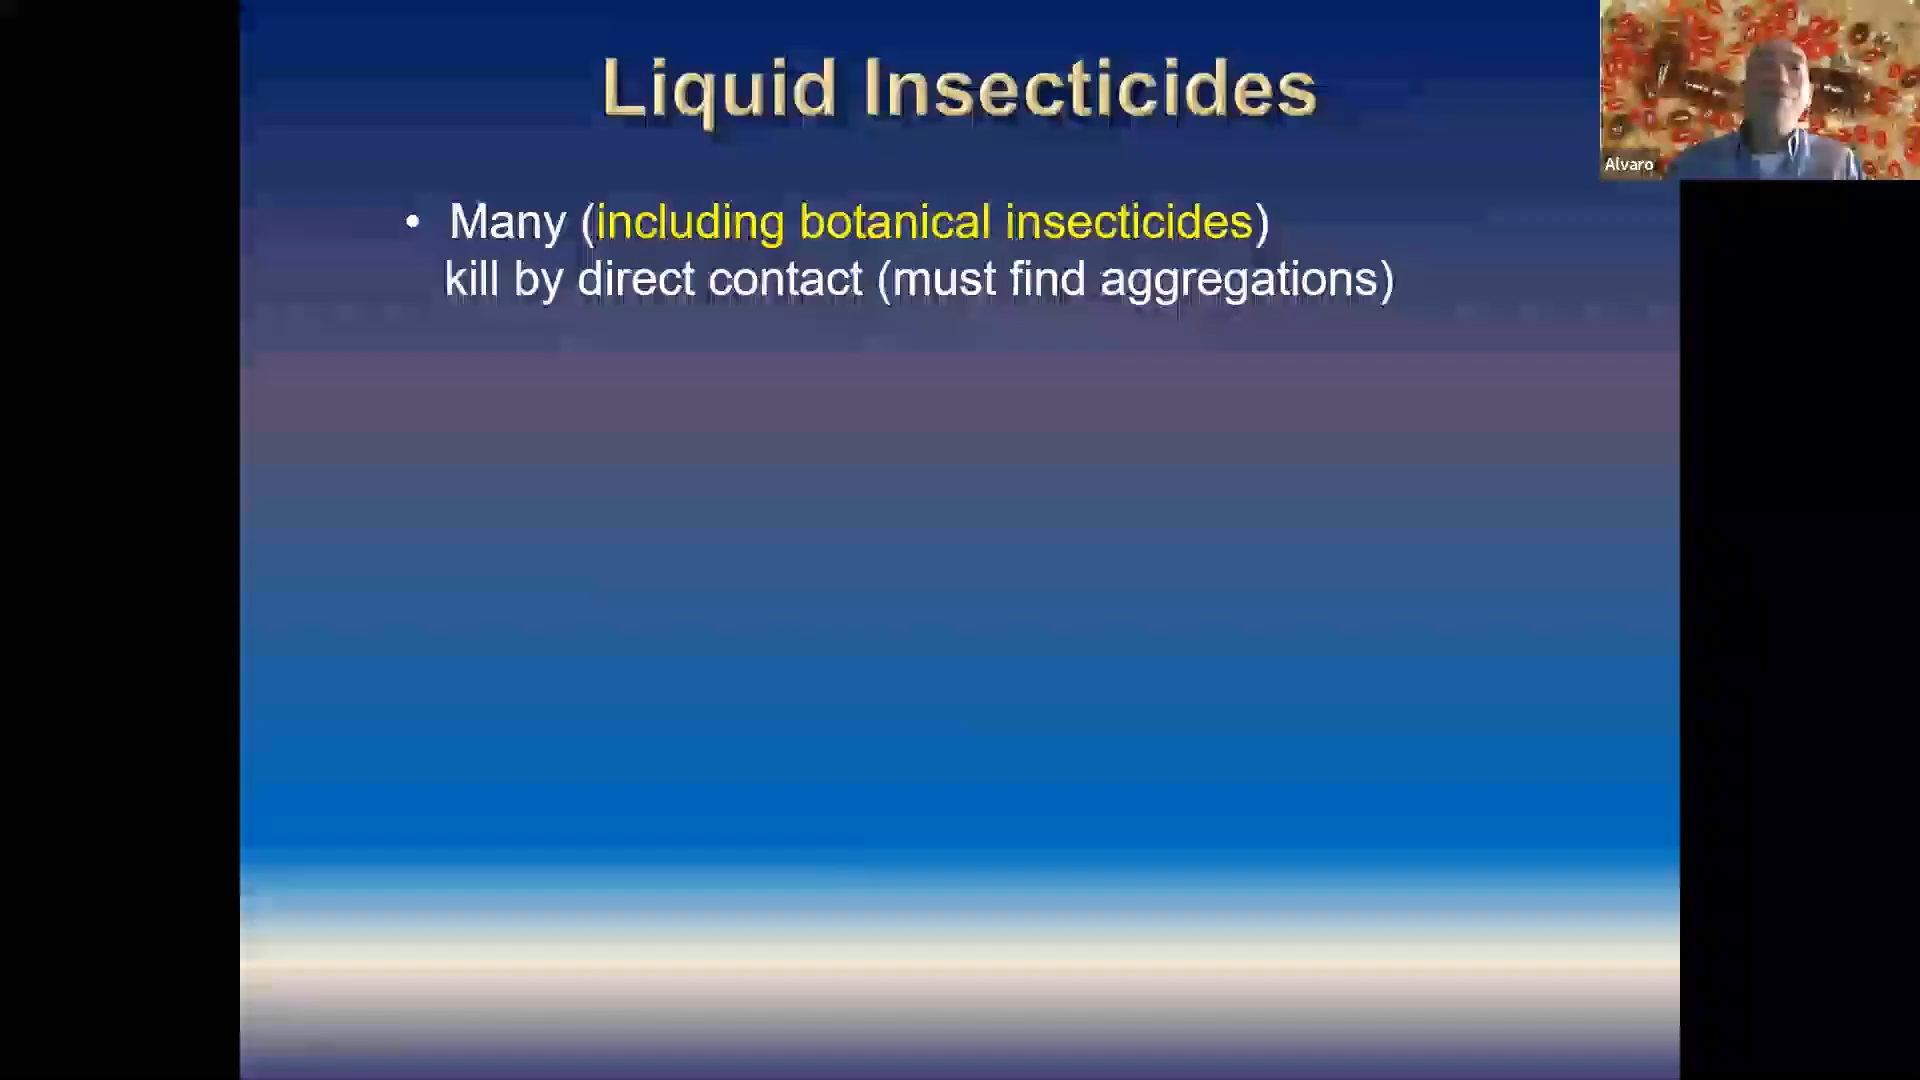 Liquid Insecticides
Alvaro
• Many (including botanical insecticides)
kill by direct contact (must find aggregations)